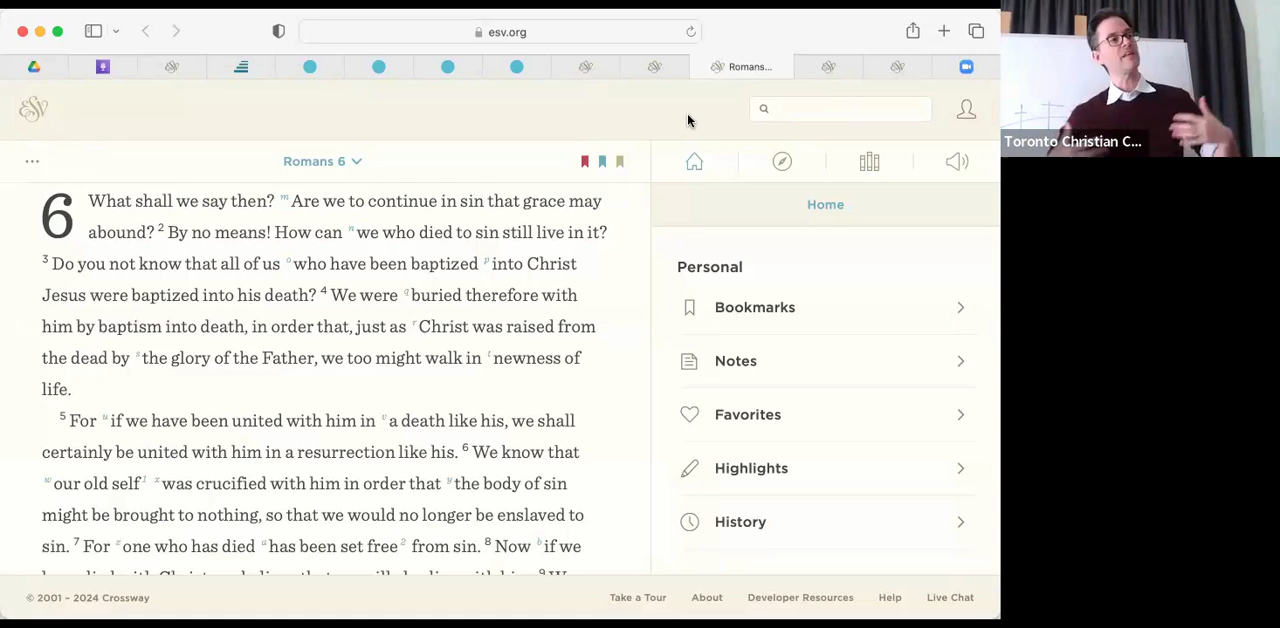 esv.org
Romans...
ESV
Toronto Christian C...
Romans 6
Home
6 What shall we say then? m Are we to continue in sin that grace may
abound? 2 By no means! How can n we who died to sin still live in it?
3 Do you not know that all of us o who have been baptized p into Christ
Jesus were baptized into his death? 4 We were q buried therefore with
him by baptism into death, in order that, just as r Christ was raised from
the dead by s the glory of the Father, we too might walk in t newness of
life.
5 For u if we have been united with him in v a death like his, we shall
certainly be united with him in a resurrection like his. 6 We know that
w our old self 1 x was crucified with him in order that y the body of sin
might be brought to nothing, so that we would no longer be enslaved to
sin. 7 For z one who has died a has been set free 2 from sin. 8 Now b if we
Personal
Bookmarks
Notes
Favorites
Highlights
History
© 2001 – 2024 Crossway
Take a Tour
About
Developer Resources
Help
Live Chat